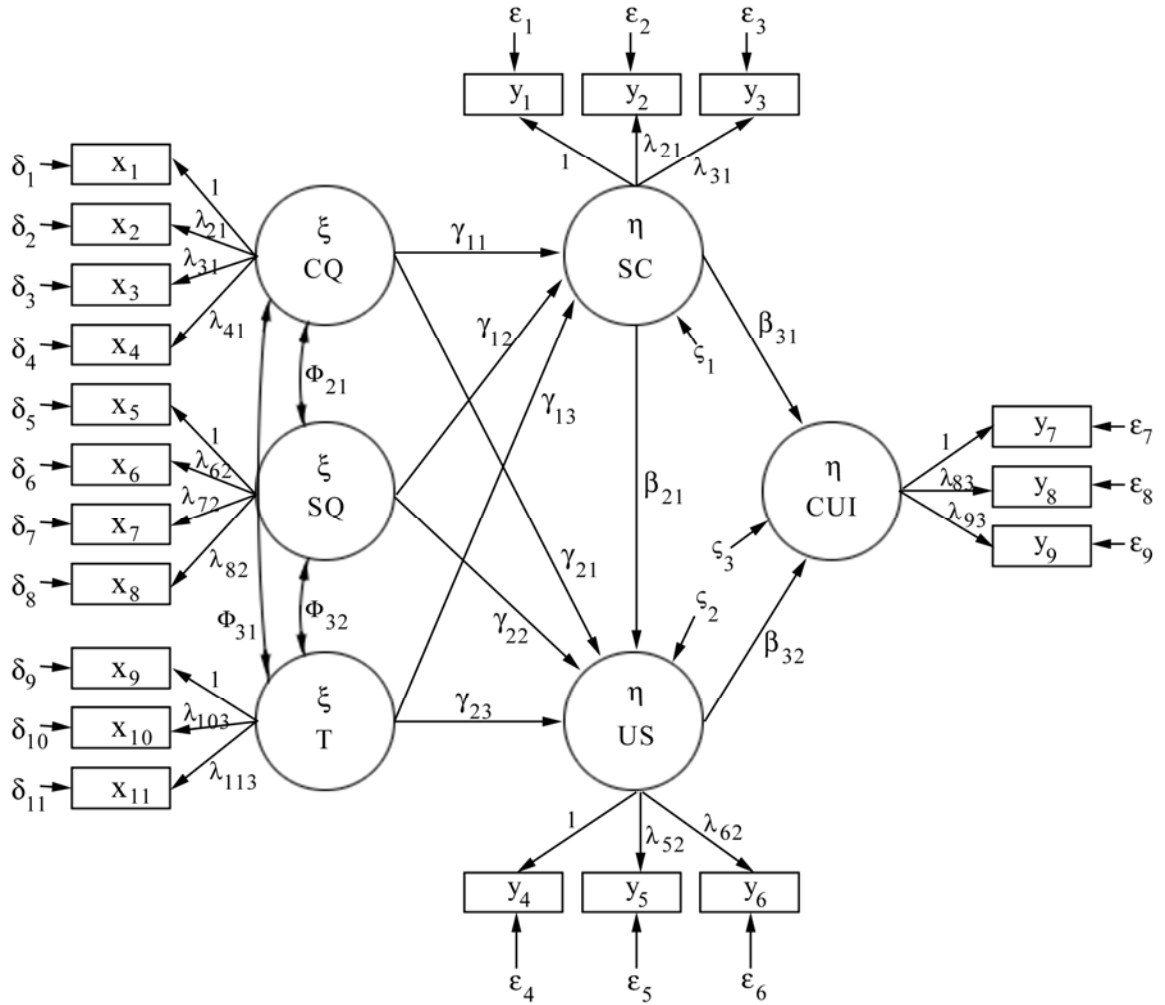 ε1 ε2 ε3
y1 y2 y3
1 λ21 λ31
δ1 x1
δ2 x2
δ3 x3
δ4 x4
1
λ21
λ31
λ41
ξ
CQ
γ11
η
SC
γ12
γ13
ς1
β31
Φ21
δ5 x5
δ6 x6
δ7 x7
δ8 x8
1
λ62
λ72
λ82
ξ
SQ
β21
η
CUI
ς3
1
λ83
λ93
y7 ε7
y8 ε8
y9 ε9
γ21
γ22
Φ31
Φ32
ς2
β32
δ9 x9
δ10 x10
δ11 x11
1
λ103
λ113
ξ
T
γ23
η
US
1 λ52 λ62
y4 y5 y6
ε4 ε5 ε6